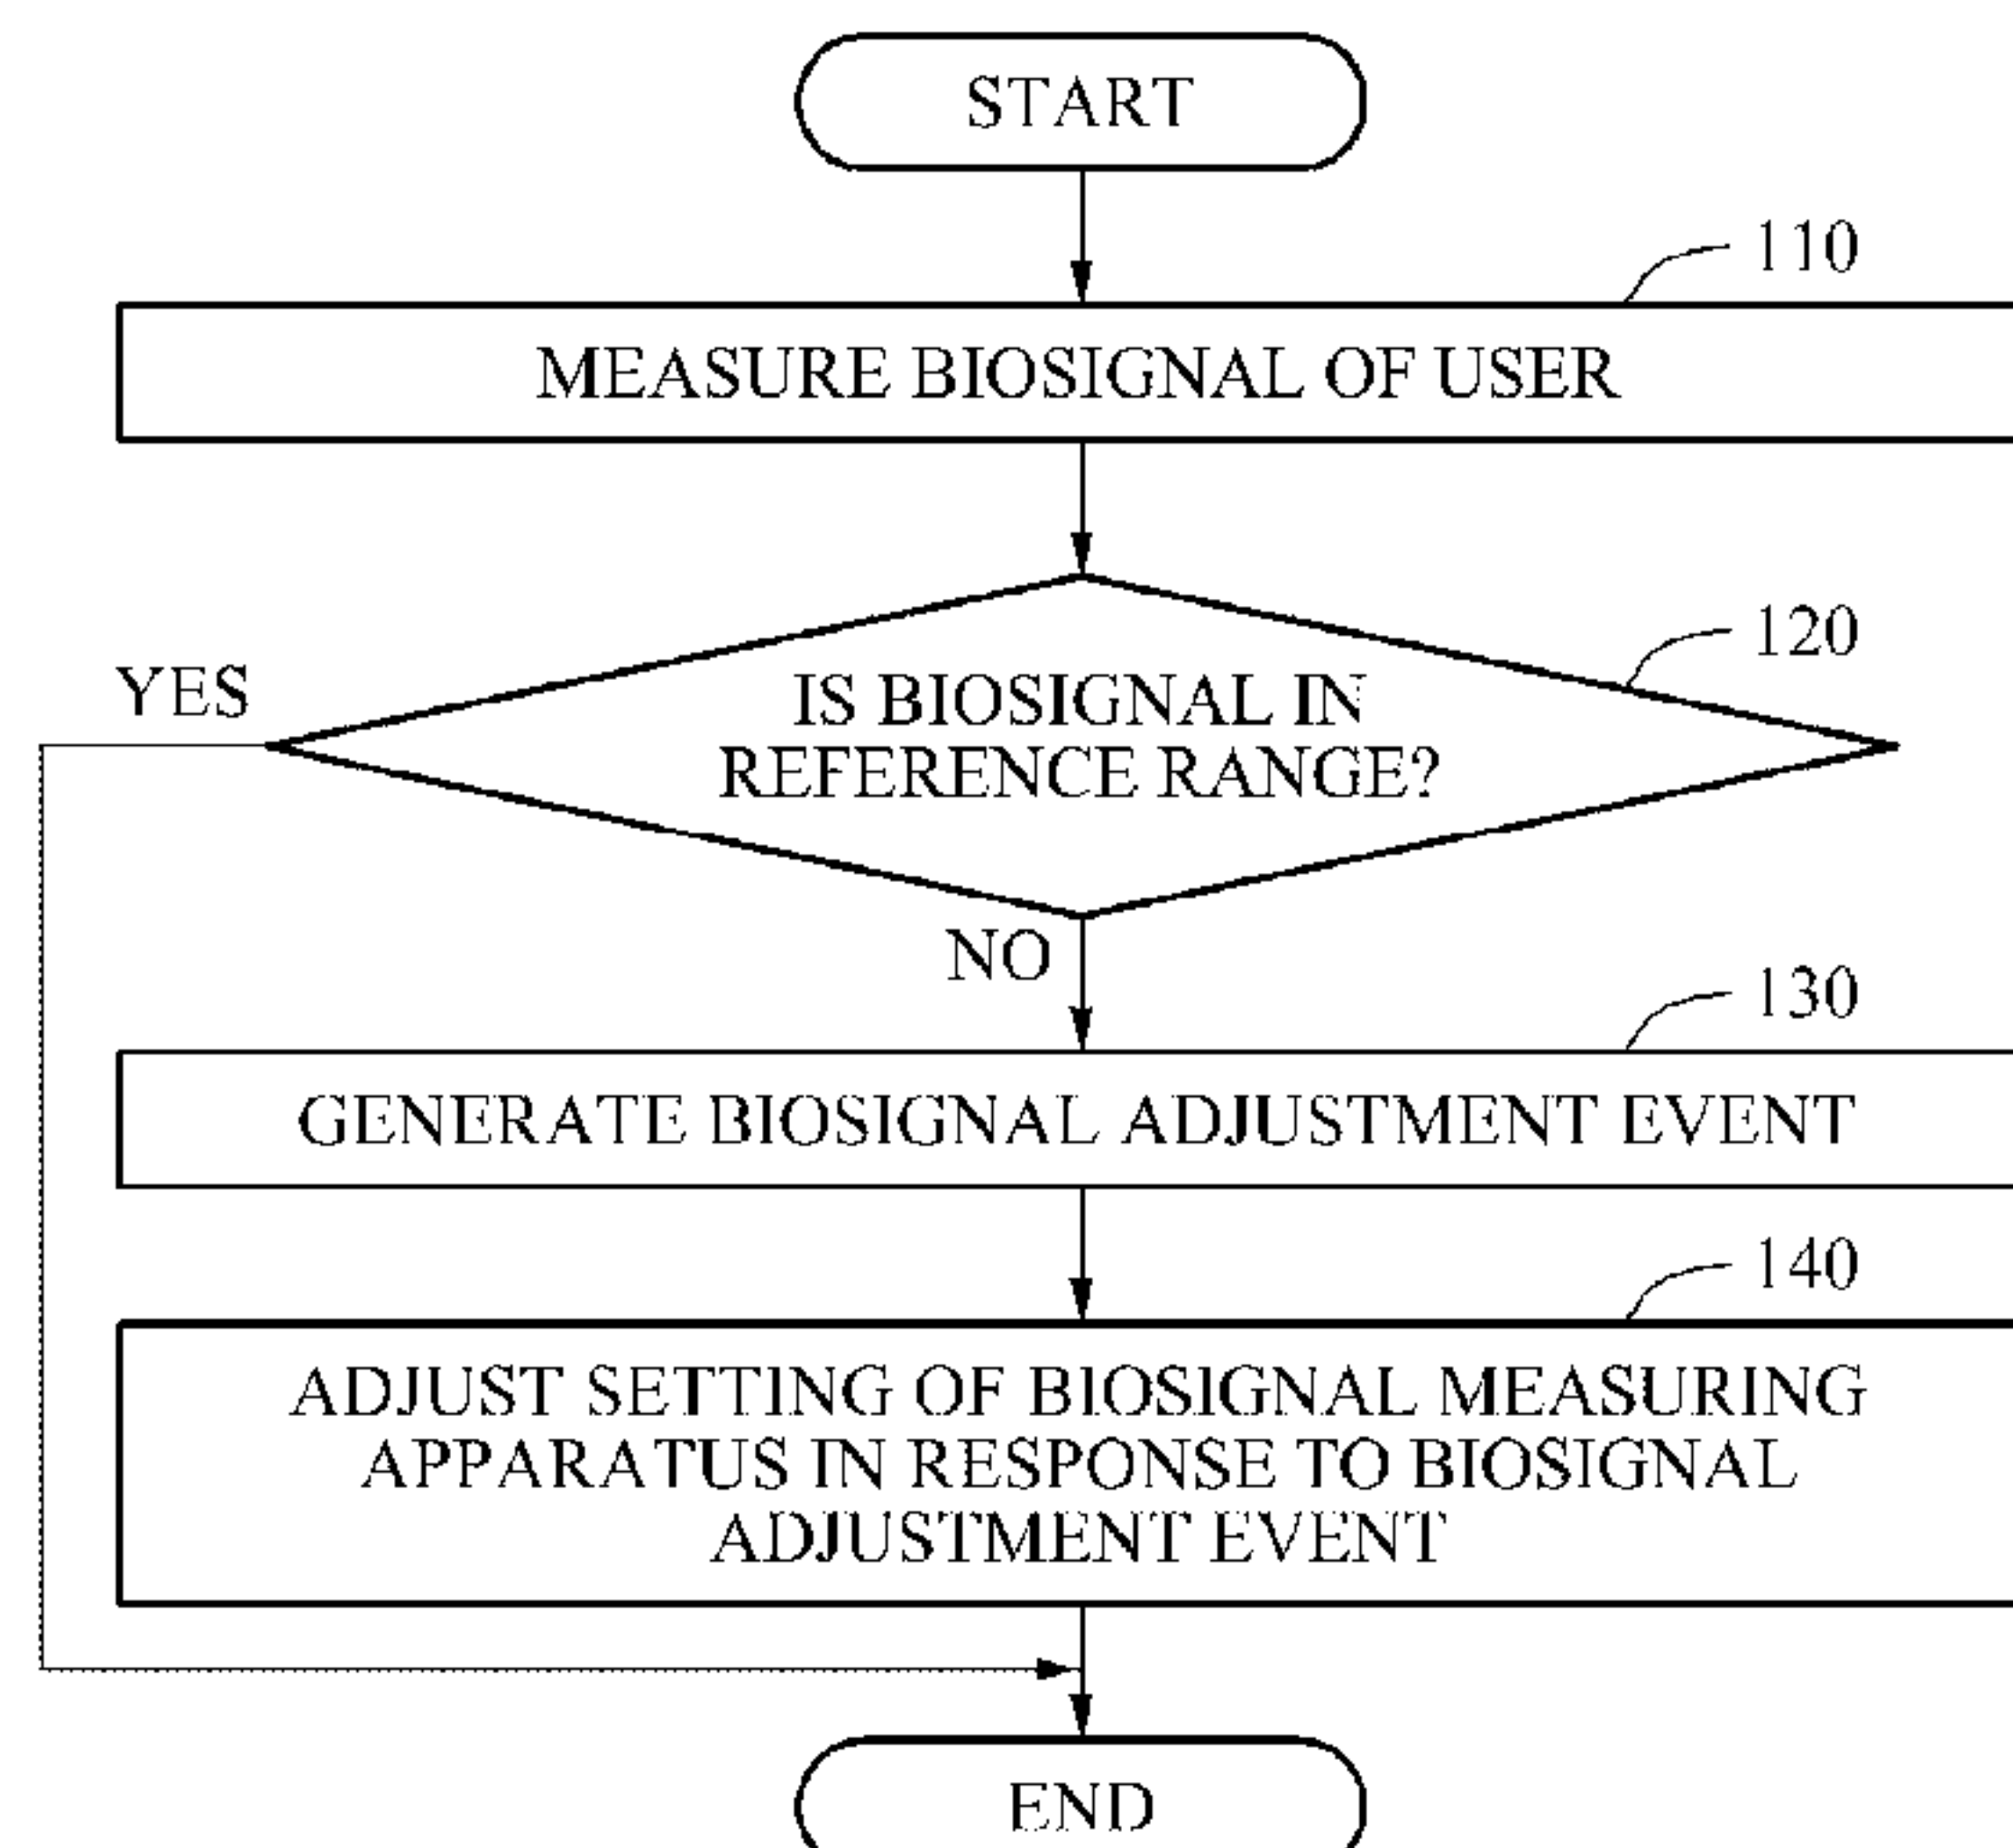 START
110
MEASURE BIOSIGNAL OF USER
120
YES
IS BIOSIGNAL IN
REFERENCE RANGE?
NO
130
GENERATE BIOSIGNAL ADJUSTMENT EVENT
140
ADJUST SETTING OF BIOSIGNAL MEASURING
APPARATUS IN RESPONSE TO BIOSIGNAL
ADJUSTMENT EVENT
END